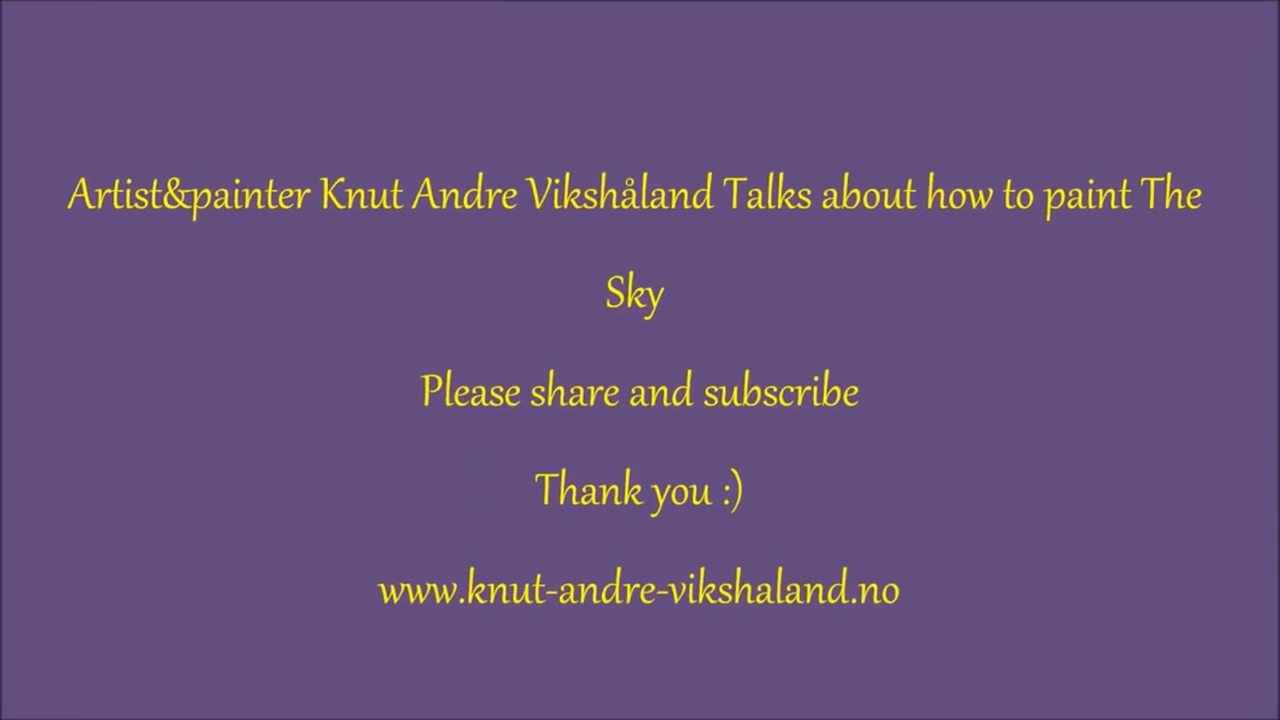 Artist&painter Knut Andre Vikshåland Talks about how to paint The
Sky
Please share and subscribe
Thank you :)
www.knut-andre-vikshaland.no